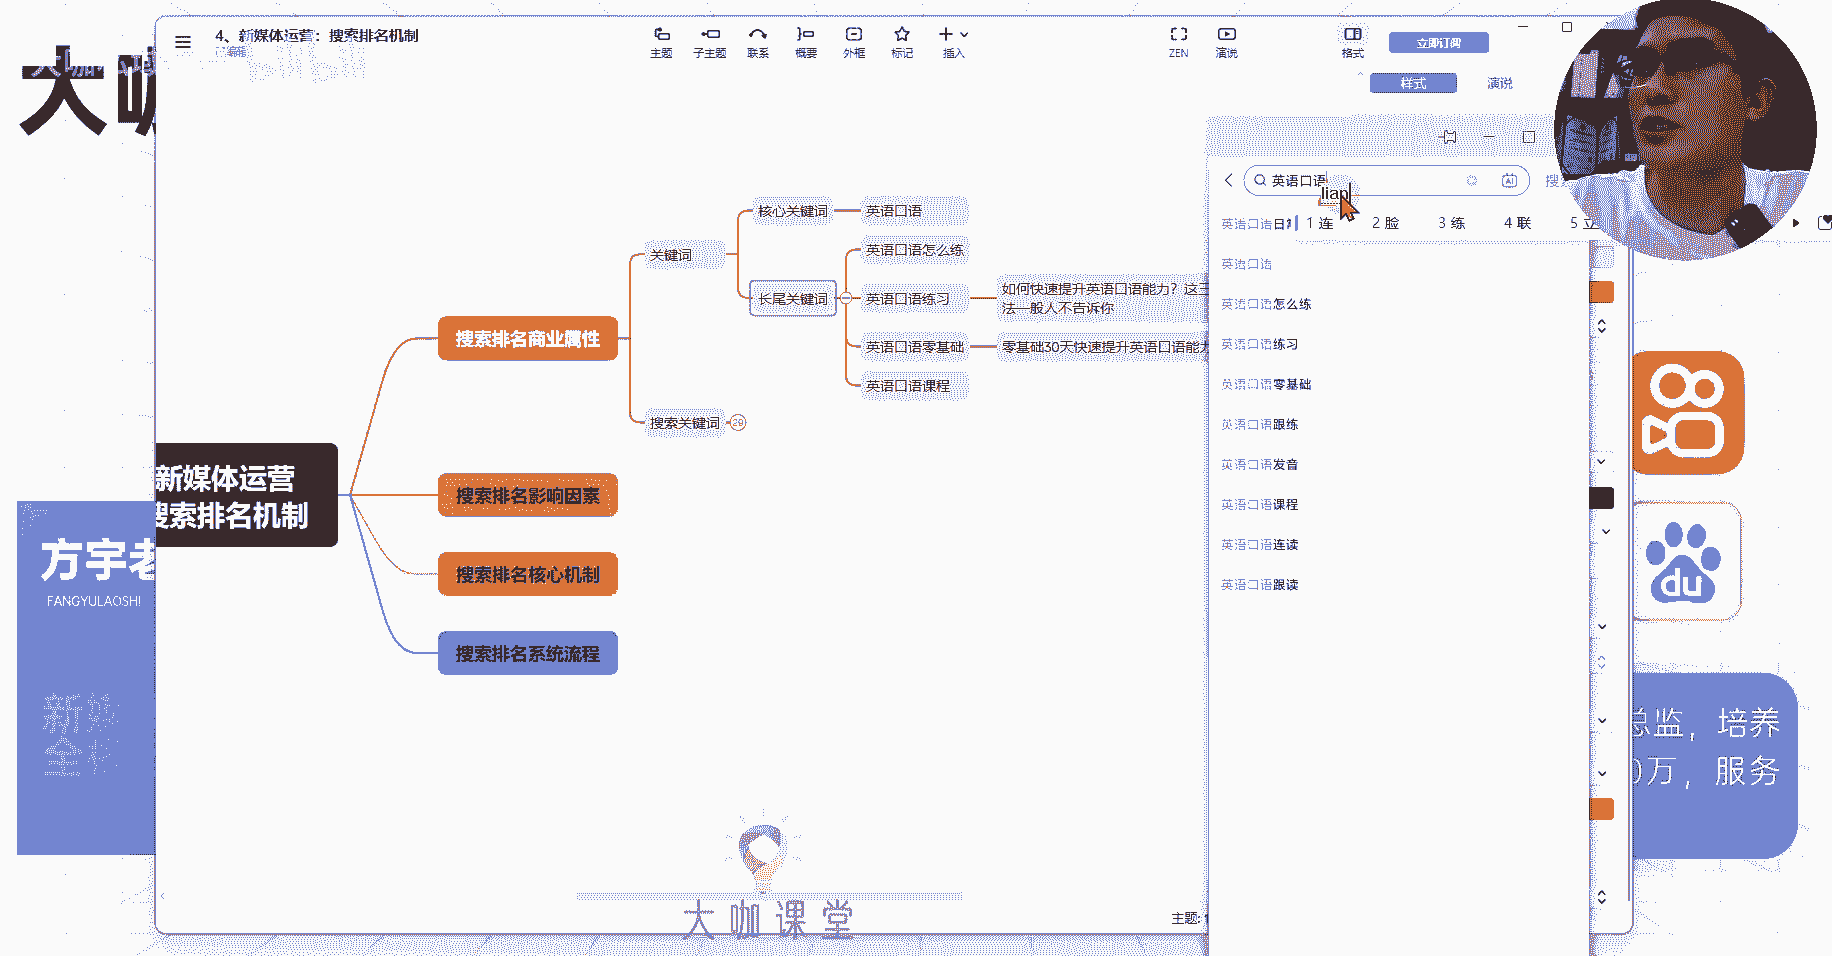 大咖
4、新媒体运营：搜索排名机制
已编辑
主题
子主题
联系
概要
外框
标记
插入
ZEN
演说
格式
立即订阅
样式
演说
英语口语
lian
AI
搜
1 连
2 脸
3 练
4 联
5 立
英语口语日常
英语口语
英语口语怎么练
英语口语练习
英语口语零基础
英语口语跟练
英语口语发音
英语口语课程
英语口语连读
英语口语跟读
新媒体运营
搜索排名机制
搜索排名商业属性
关键词
核心关键词
英语口语
长尾关键词
英语口语怎么练
英语口语练习
如何快速提升英语口语能力？这三
法一般人不告诉你
英语口语零基础
零基础30天快速提升英语口语能力
英语口语课程
搜索关键词
29
搜索排名影响因素
搜索排名核心机制
搜索排名系统流程
方宇老
FANGYULAOSHI
新媒
全栈
du
总监，培养
0万，服务
大咖课堂
主题: